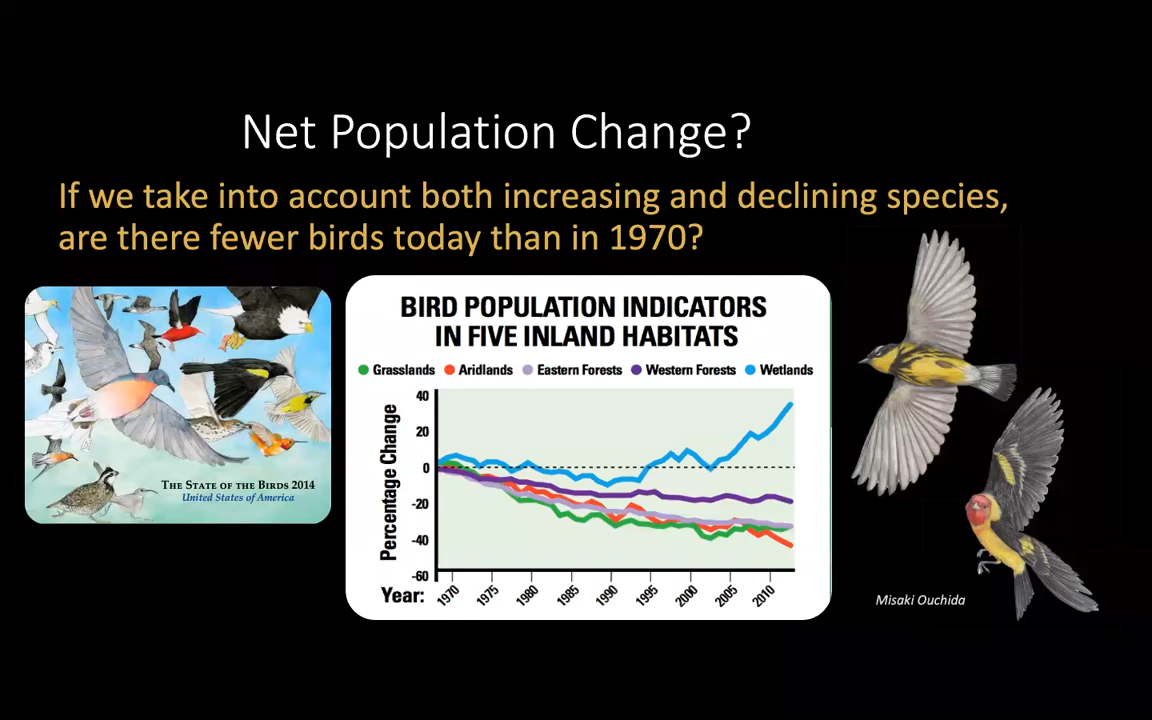 Net Population Change?
If we take into account both increasing and declining species,
are there fewer birds today than in 1970?
THE STATE OF THE BIRDS 2014
United States of America
BIRD POPULATION INDICATORS
IN FIVE INLAND HABITATS
Grasslands Aridlands Eastern Forests Western Forests Wetlands
Percentage Change
40
20
0
-20
-40
-60
Year: 1970 1975 1980 1985 1990 1995 2000 2005 2010
Misaki Ouchida